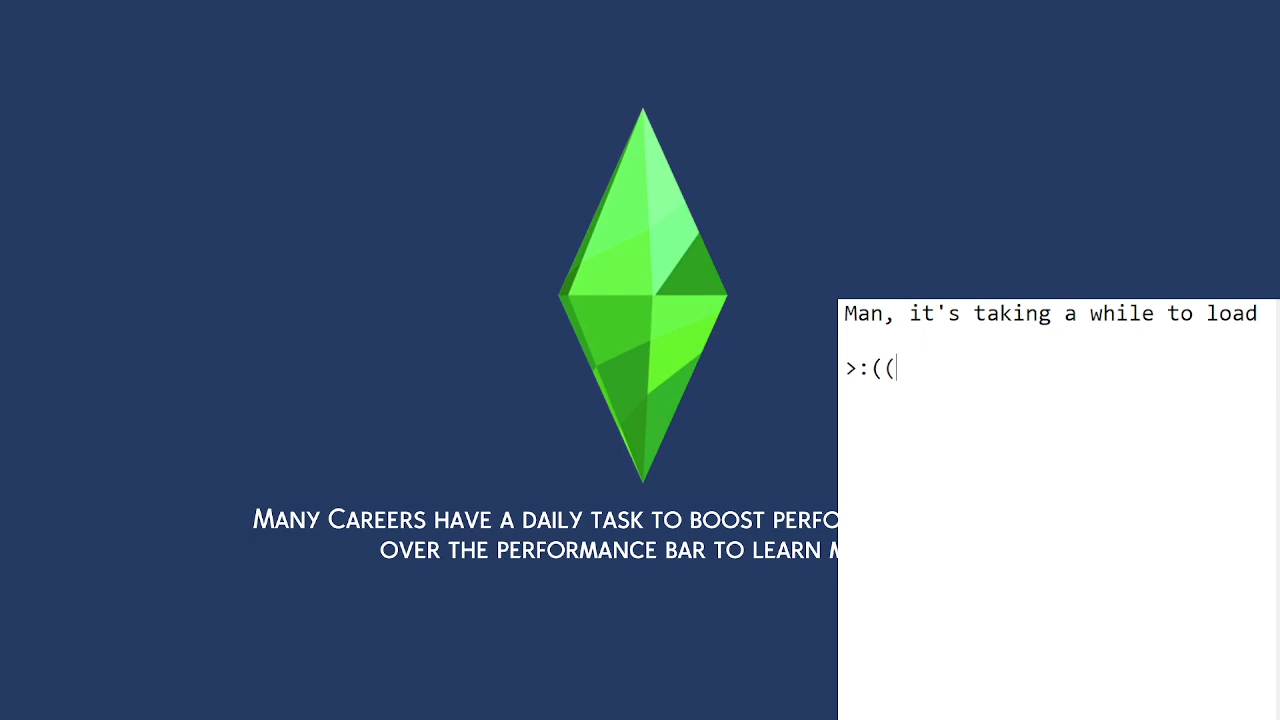 Man, it's taking a while to load
>:((
MANY CAREERS HAVE A DAILY TASK TO BOOST
OVER THE PERFORMANCE BAR TO LEARN